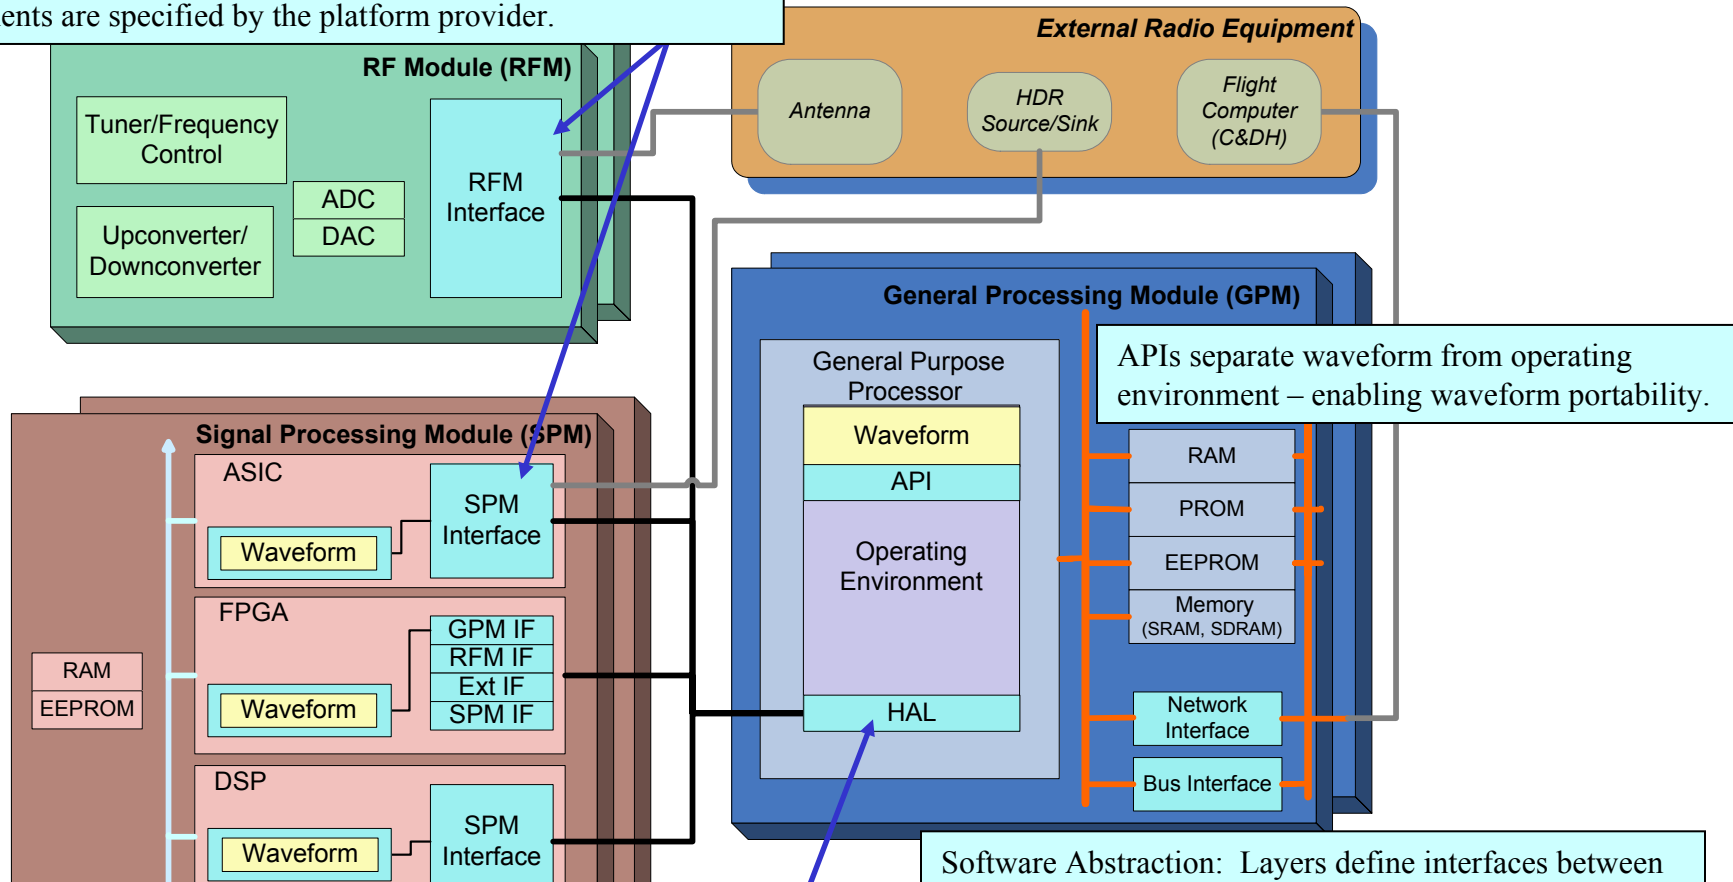 ents are specified by the platform provider.
External Radio Equipment
Antenna
HDR
Source/Sink
Flight
Computer
(C&DH)
RF Module (RFM)
Tuner/Frequency
Control
ADC
DAC
Upconverter/
Downconverter
RFM
Interface
General Processing Module (GPM)
General Purpose
Processor
Waveform
API
Operating
Environment
HAL
APIs separate waveform from operating
environment – enabling waveform portability.
RAM
PROM
EEPROM
Memory
(SRAM, SDRAM)
Network
Interface
Bus Interface
Signal Processing Module (SPM)
ASIC
Waveform
SPM
Interface
FPGA
Waveform
GPM IF
RFM IF
Ext IF
SPM IF
RAM
EEPROM
DSP
Waveform
SPM
Interface
Software Abstraction: Layers define interfaces between